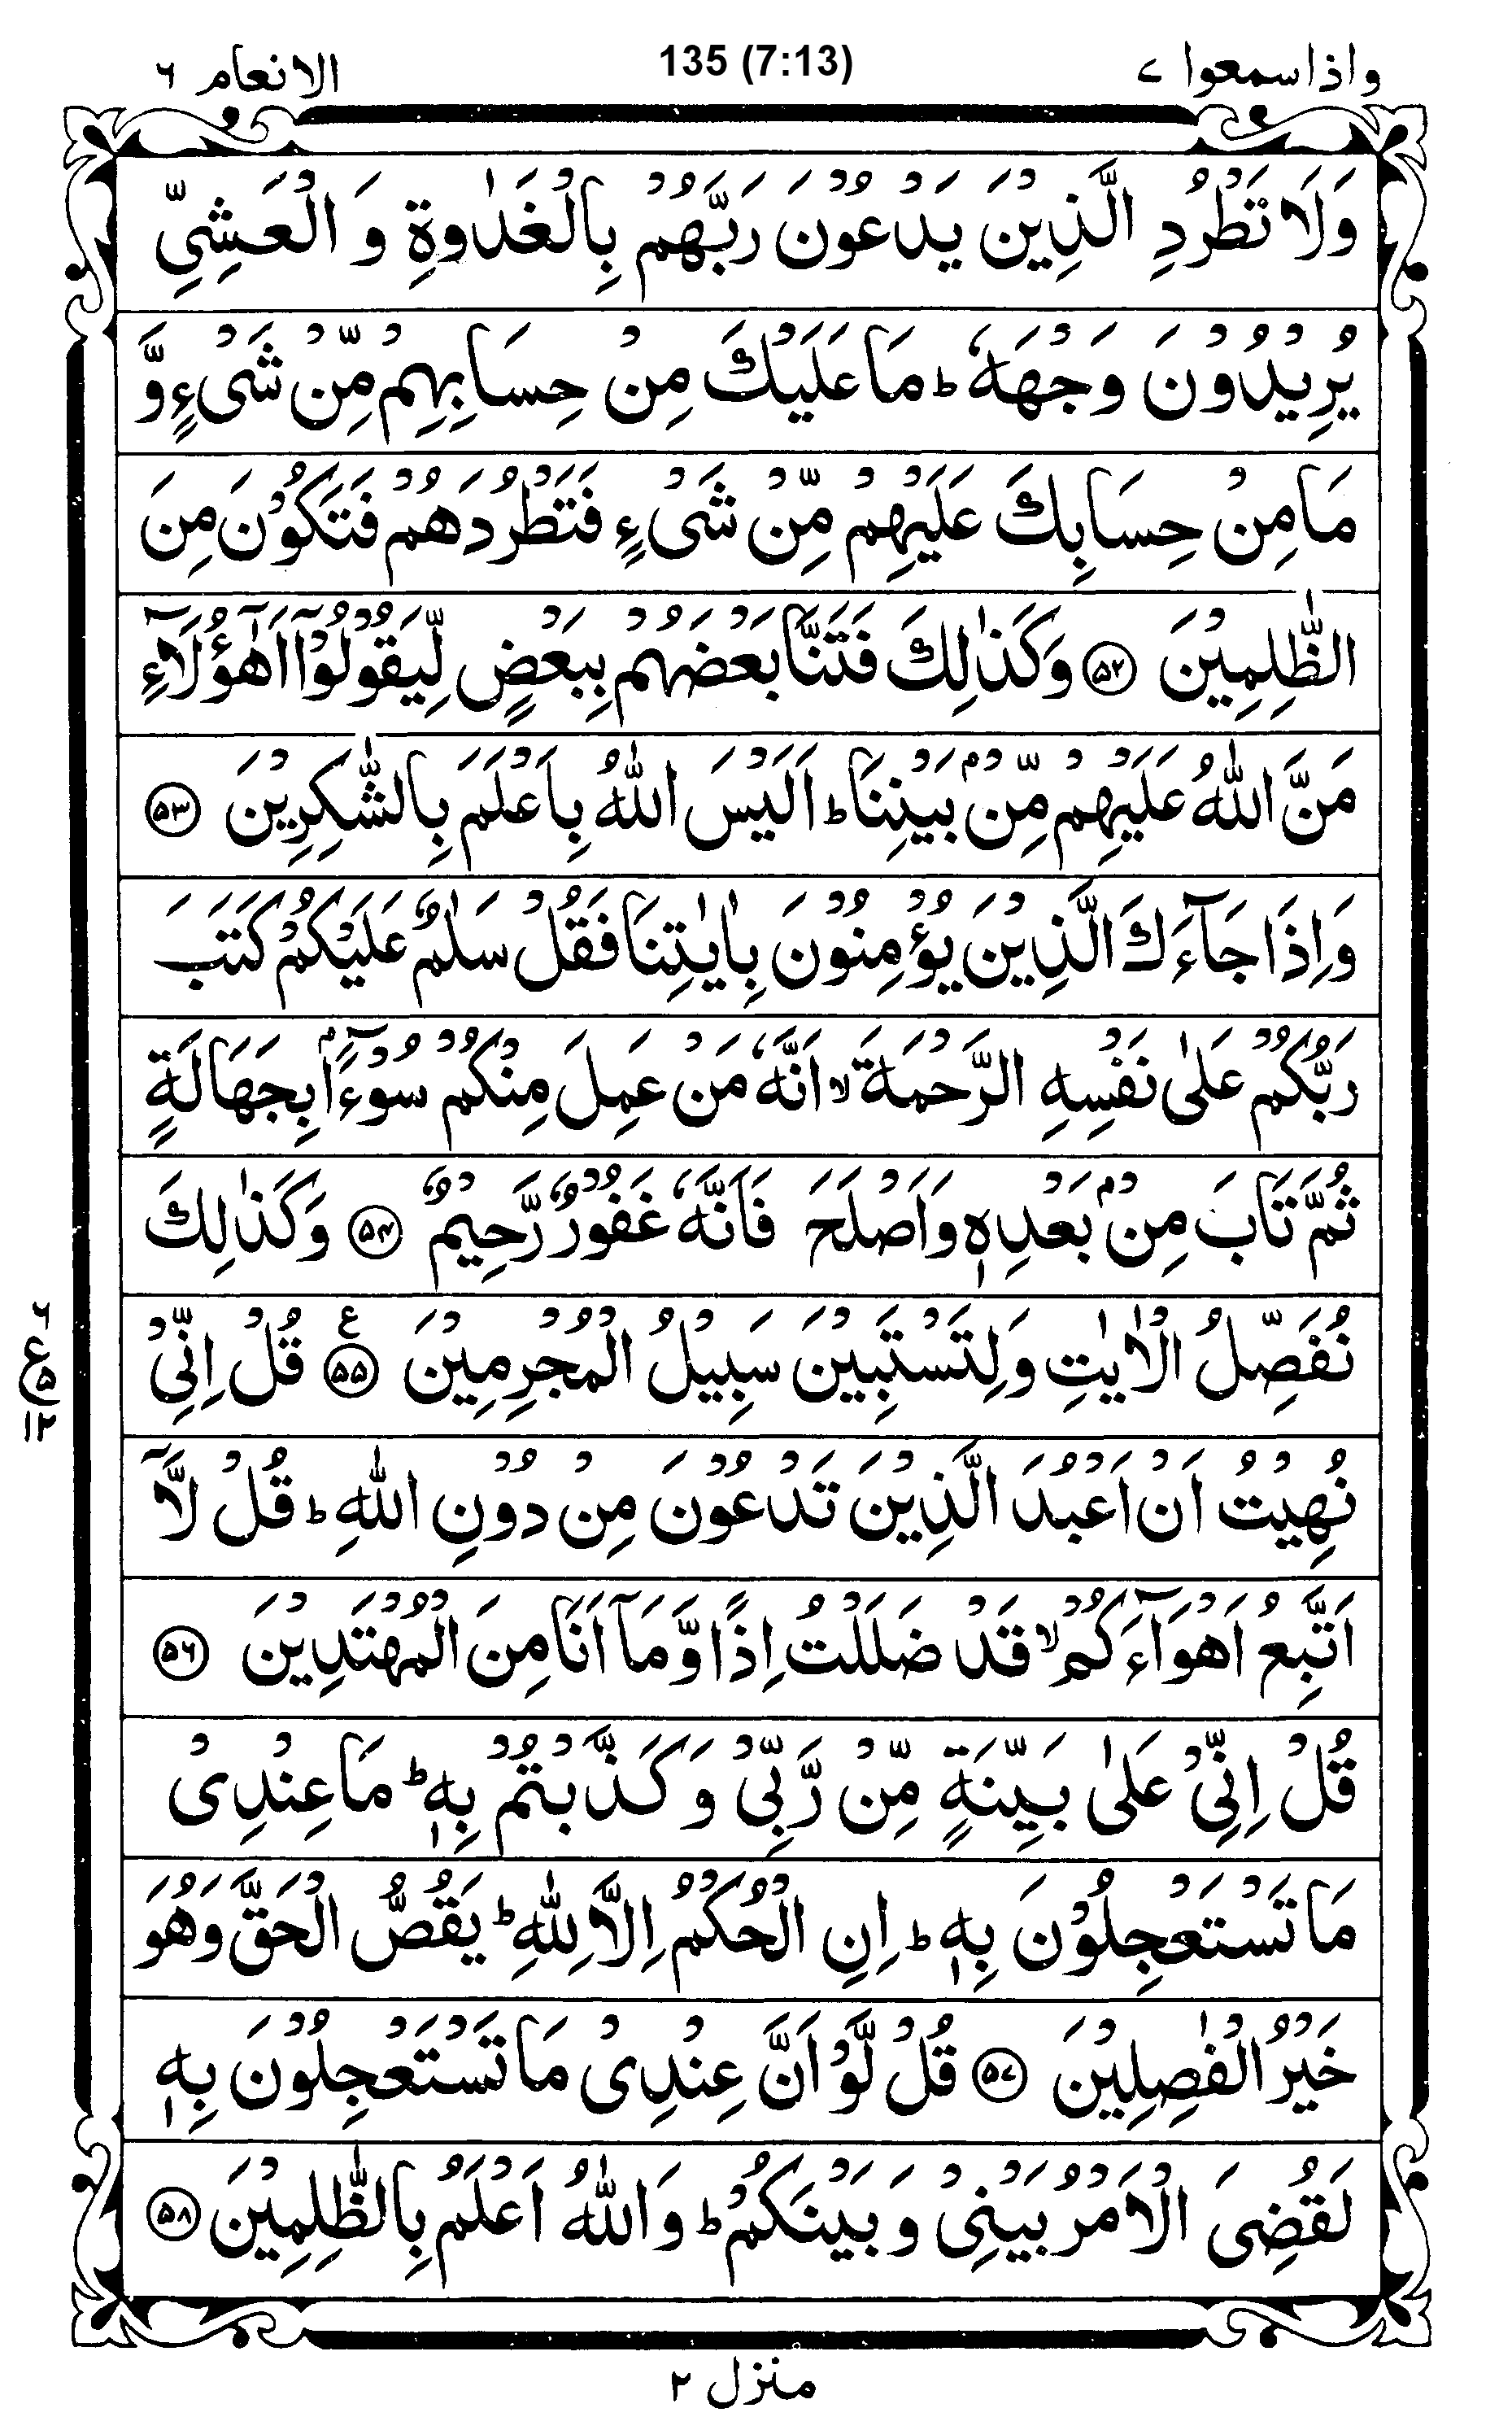 واذاسمعوا ٧
135 (7:13)
الانعام ٦
وَلَا تَطْرُدِ الَّذِيْنَ يَدْعُوْنَ رَبَّهُمْ بِالْغَدٰوةِ وَ الْعَشِيِّ
يُرِيْدُوْنَ وَجْهَهٗ ؕ مَا عَلَيْكَ مِنْ حِسَابِهِمْ مِّنْ شَيْءٍ وَّ
مَا مِنْ حِسَابِكَ عَلَيْهِمْ مِّنْ شَيْءٍ فَتَطْرُدَهُمْ فَتَكُوْنَ مِنَ
الظّٰلِمِيْنَ ﴿۵۲﴾ وَكَذٰلِكَ فَتَنَّا بَعْضَهُمْ بِبَعْضٍ لِّيَقُوْلُوْۤا اَهٰۤؤُلَآءِ
مَنَّ اللّٰهُ عَلَيْهِمْ مِّنْۢ بَيْنِنَا ؕ اَلَيْسَ اللّٰهُ بِاَعْلَمَ بِالشّٰكِرِيْنَ ﴿۵۳﴾
وَاِذَا جَآءَكَ الَّذِيْنَ يُؤْمِنُوْنَ بِاٰيٰتِنَا فَقُلْ سَلٰمٌ عَلَيْكُمْ كَتَبَ
رَبُّكُمْ عَلٰى نَفْسِهِ الرَّحْمَةَ ۙ اَنَّهٗ مَنْ عَمِلَ مِنْكُمْ سُوْٓءًۢا بِجَهَالَةٍ
ثُمَّ تَابَ مِنْۢ بَعْدِهٖ وَاَصْلَحَ فَاَنَّهٗ غَفُوْرٌ رَّحِيْمٌ ﴿۵۴﴾ وَكَذٰلِكَ
نُفَصِّلُ الْاٰيٰتِ وَلِتَسْتَبِيْنَ سَبِيْلُ الْمُجْرِمِيْنَ ﴿۵۵﴾ ع قُلْ اِنِّيْ
٦
ع ۵
١٢
نُهِيْتُ اَنْ اَعْبُدَ الَّذِيْنَ تَدْعُوْنَ مِنْ دُوْنِ اللّٰهِ ؕ قُلْ لَّاۤ
اَتَّبِعُ اَهْوَآءَكُمْ ۙ قَدْ ضَلَلْتُ اِذًا وَّمَاۤ اَنَا مِنَ الْمُهْتَدِيْنَ ﴿۵۶﴾
قُلْ اِنِّيْ عَلٰى بَيِّنَةٍ مِّنْ رَّبِّيْ وَكَذَّبْتُمْ بِهٖ ؕ مَا عِنْدِيْ
مَا تَسْتَعْجِلُوْنَ بِهٖ ؕ اِنِ الْحُكْمُ اِلَّا لِلّٰهِ ؕ يَقُصُّ الْحَقَّ وَهُوَ
خَيْرُ الْفٰصِلِيْنَ ﴿۵۷﴾ قُلْ لَّوْ اَنَّ عِنْدِيْ مَا تَسْتَعْجِلُوْنَ بِهٖ
لَقُضِيَ الْاَمْرُ بَيْنِيْ وَبَيْنَكُمْ ؕ وَاللّٰهُ اَعْلَمُ بِالظّٰلِمِيْنَ ﴿۵۸﴾
منزل ٢